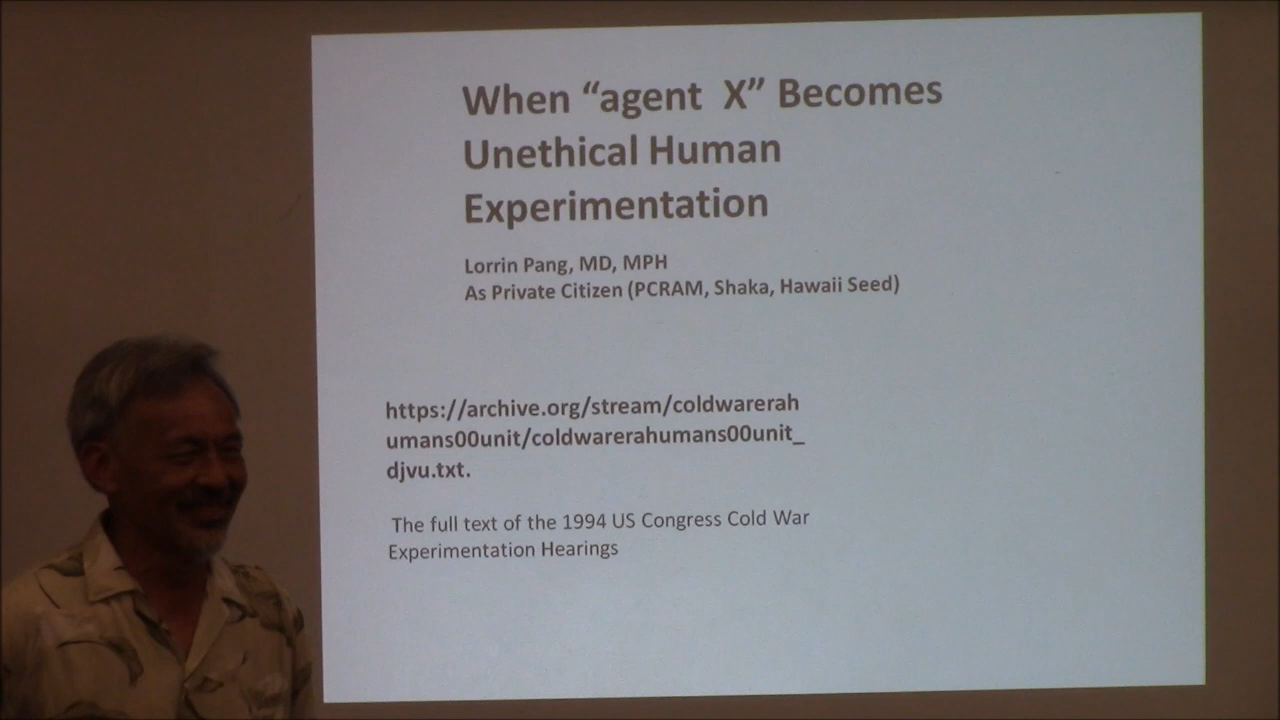 When “agent X” Becomes
Unethical Human
Experimentation
Lorrin Pang, MD, MPH
As Private Citizen (PCRAM, Shaka, Hawaii Seed)
https://archive.org/stream/coldwarerah
umans00unit/coldwarerahumans00unit_
djvu.txt.
The full text of the 1994 US Congress Cold War
Experimentation Hearings